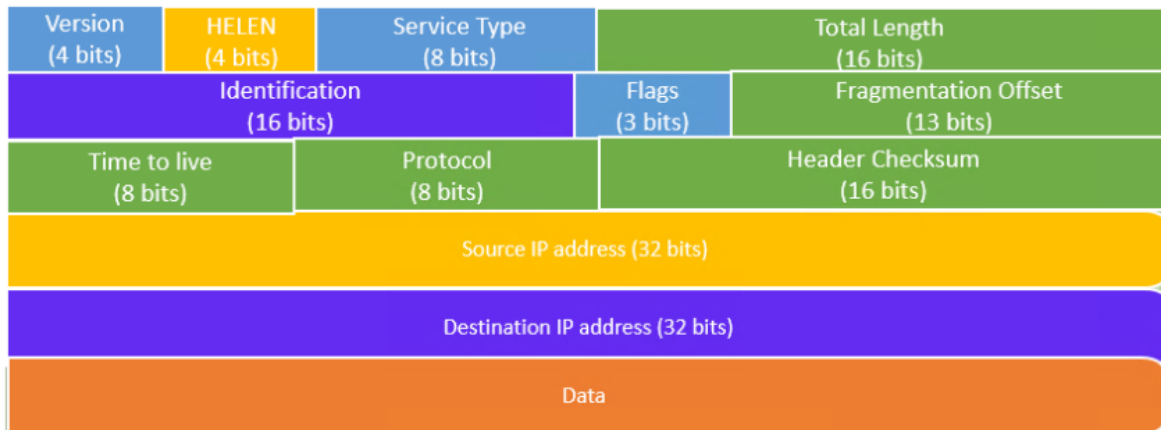 Version
(4 bits)
HELEN
(4 bits)
Service Type
(8 bits)
Total Length
(16 bits)
Identification
(16 bits)
Flags
(3 bits)
Fragmentation Offset
(13 bits)
Time to live
(8 bits)
Protocol
(8 bits)
Header Checksum
(16 bits)
Source IP address (32 bits)
Destination IP address (32 bits)
Data